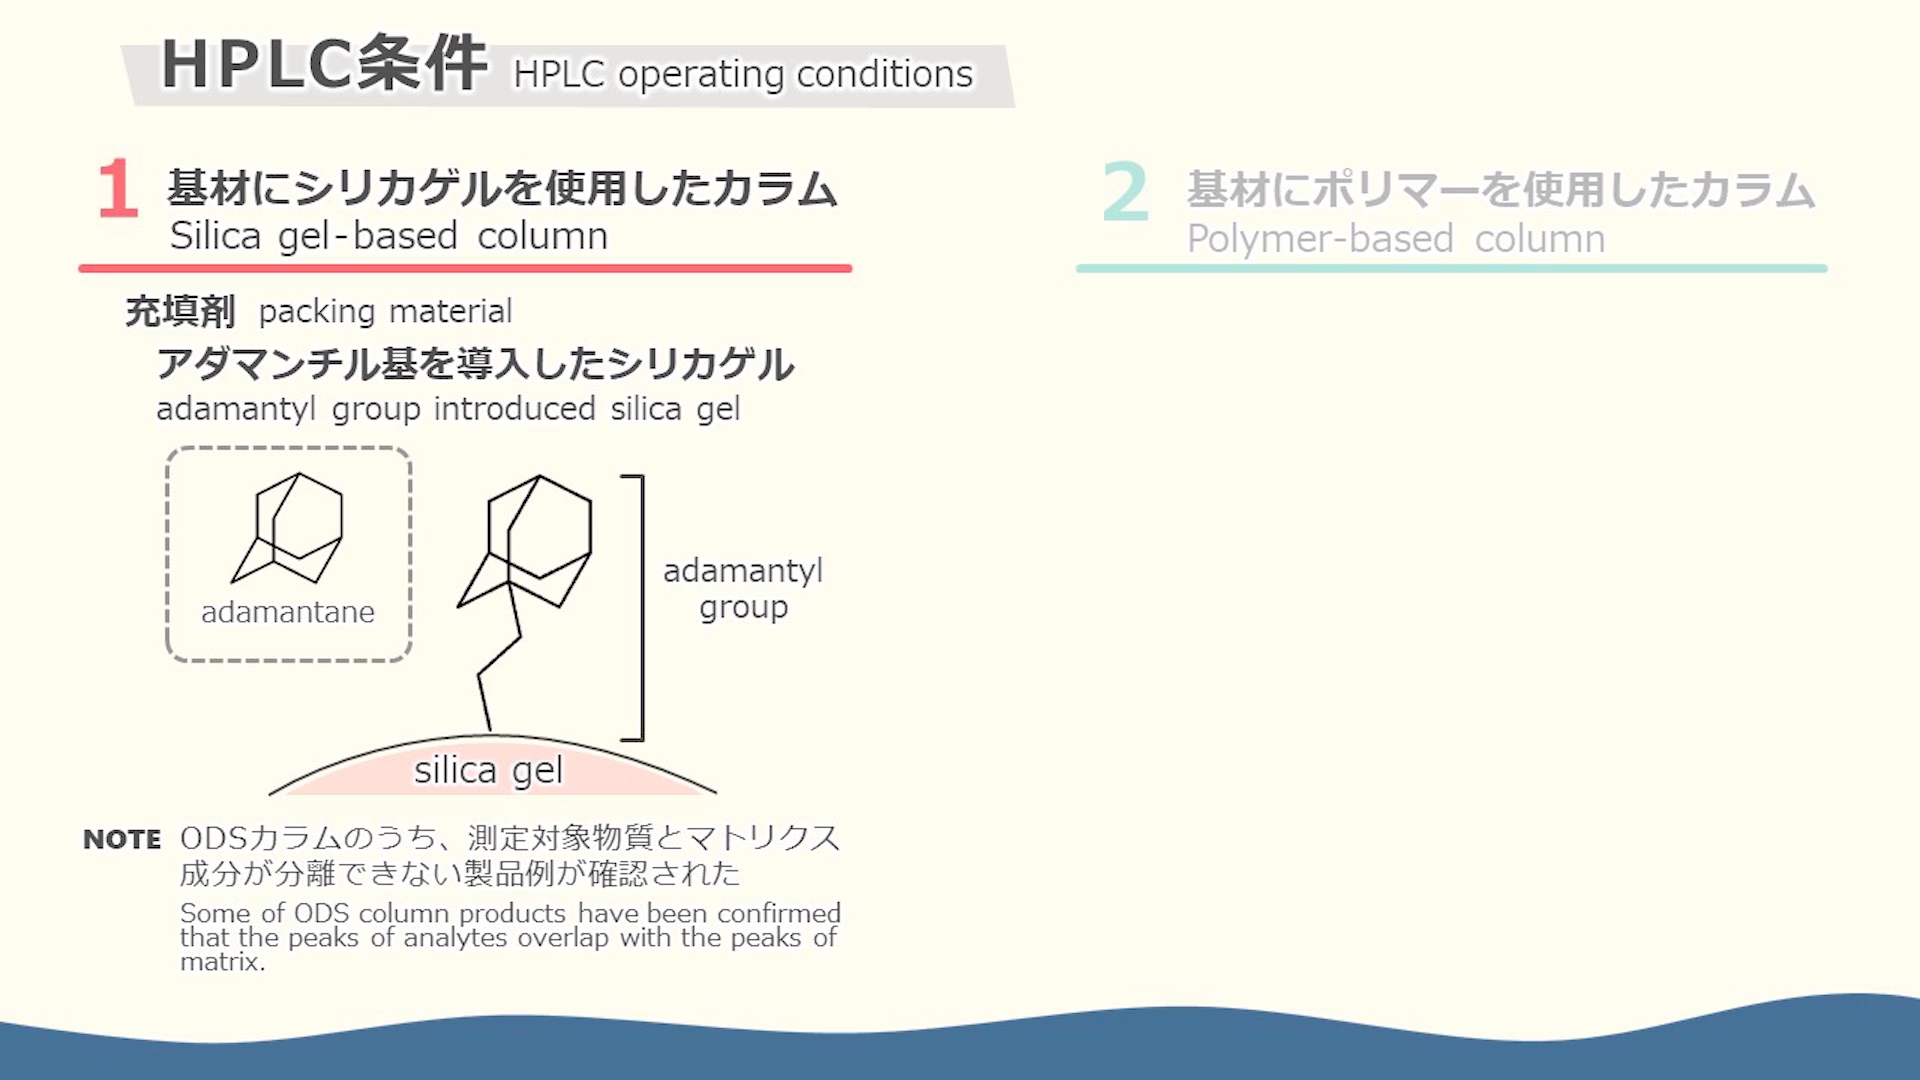 HPLC条件 HPLC operating conditions
1 基材にシリカゲルを使用したカラム
Silica gel-based column
充填剤 packing material
アダマンチル基を導入したシリカゲル
adamantyl group introduced silica gel
adamantane
adamantyl
group
silica gel
NOTE ODSカラムのうち、測定対象物質とマトリクス
成分が分離できない製品例が確認された
Some of ODS column products have been confirmed
that the peaks of analytes overlap with the peaks of
matrix.
2 基材にポリマーを使用したカラム
Polymer-based column